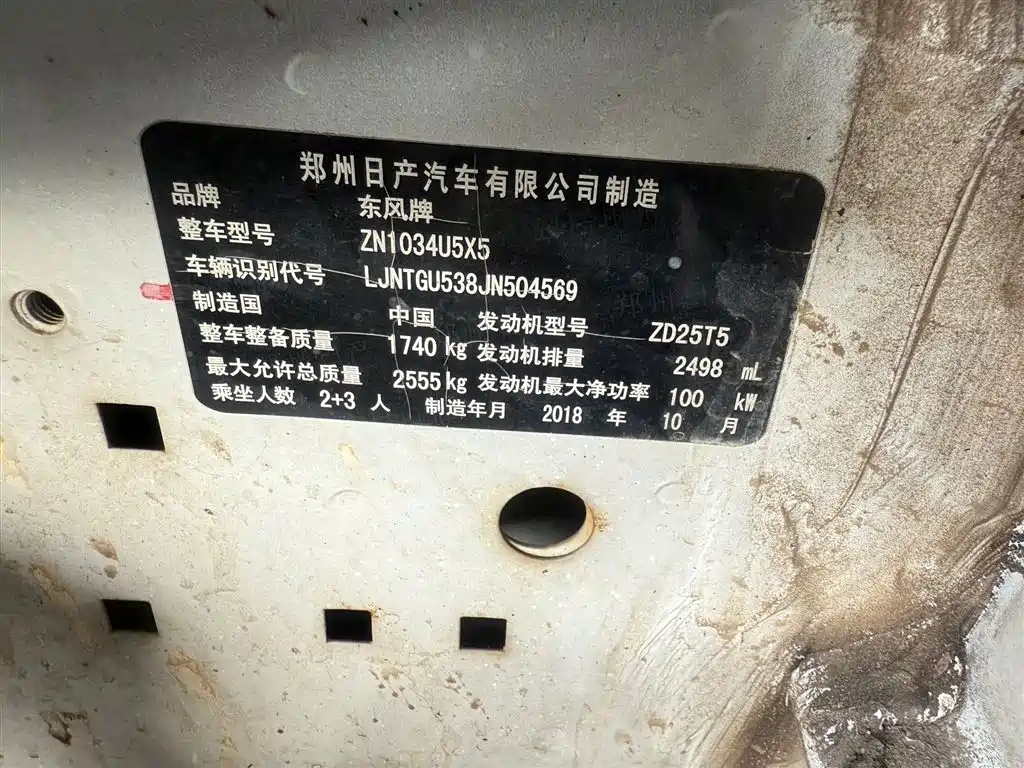 郑州日产汽车有限公司制造
品牌 东风牌
整车型号 ZN1034U5X5
车辆识别代号 LJNTGU538JN504569
制造国 中国 发动机型号 ZD25T5
整车整备质量 1740 kg 发动机排量 2498 mL
最大允许总质量 2555 kg 发动机最大净功率 100 kW
乘坐人数 2+3 人 制造年月 2018 年 10 月